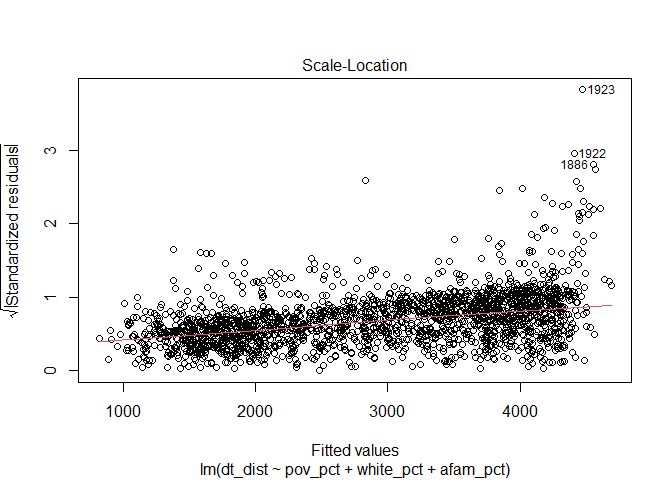 Scale-Location
√|Standardized residuals|
3
2
1
0
1923
1922
1886
1000 2000 3000 4000
Fitted values
lm(dt_dist ~ pov_pct + white_pct + afam_pct)